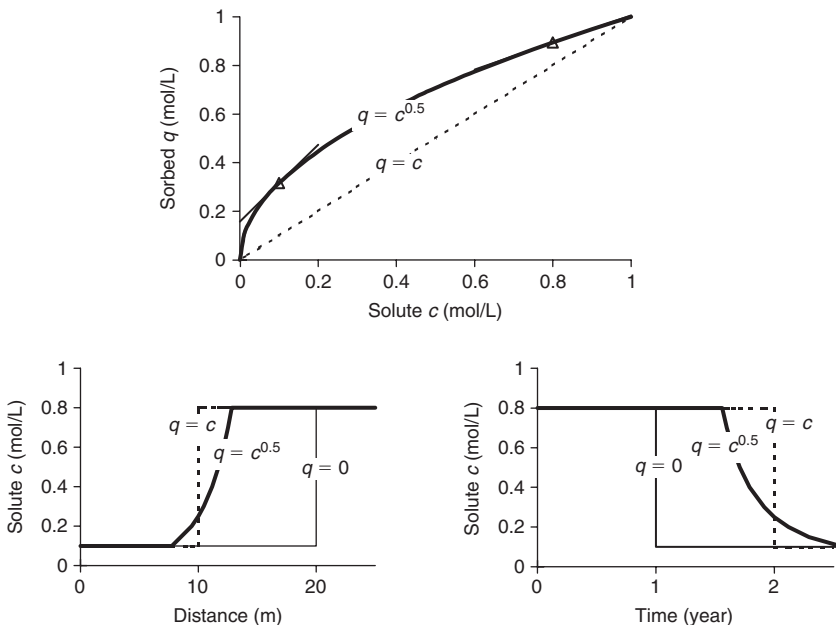 1
0.8
0.6
0.4
0.2
0
Sorbed q (mol/L)
q = c^0.5
q = c
0 0.2 0.4 0.6 0.8 1
Solute c (mol/L)
1
0.8
0.6
0.4
0.2
0
Solute c (mol/L)
q = c
q = c^0.5
q = 0
0 10 20
Distance (m)
1
0.8
0.6
0.4
0.2
0
Solute c (mol/L)
q = c
q = c^0.5
q = 0
0 1 2
Time (year)